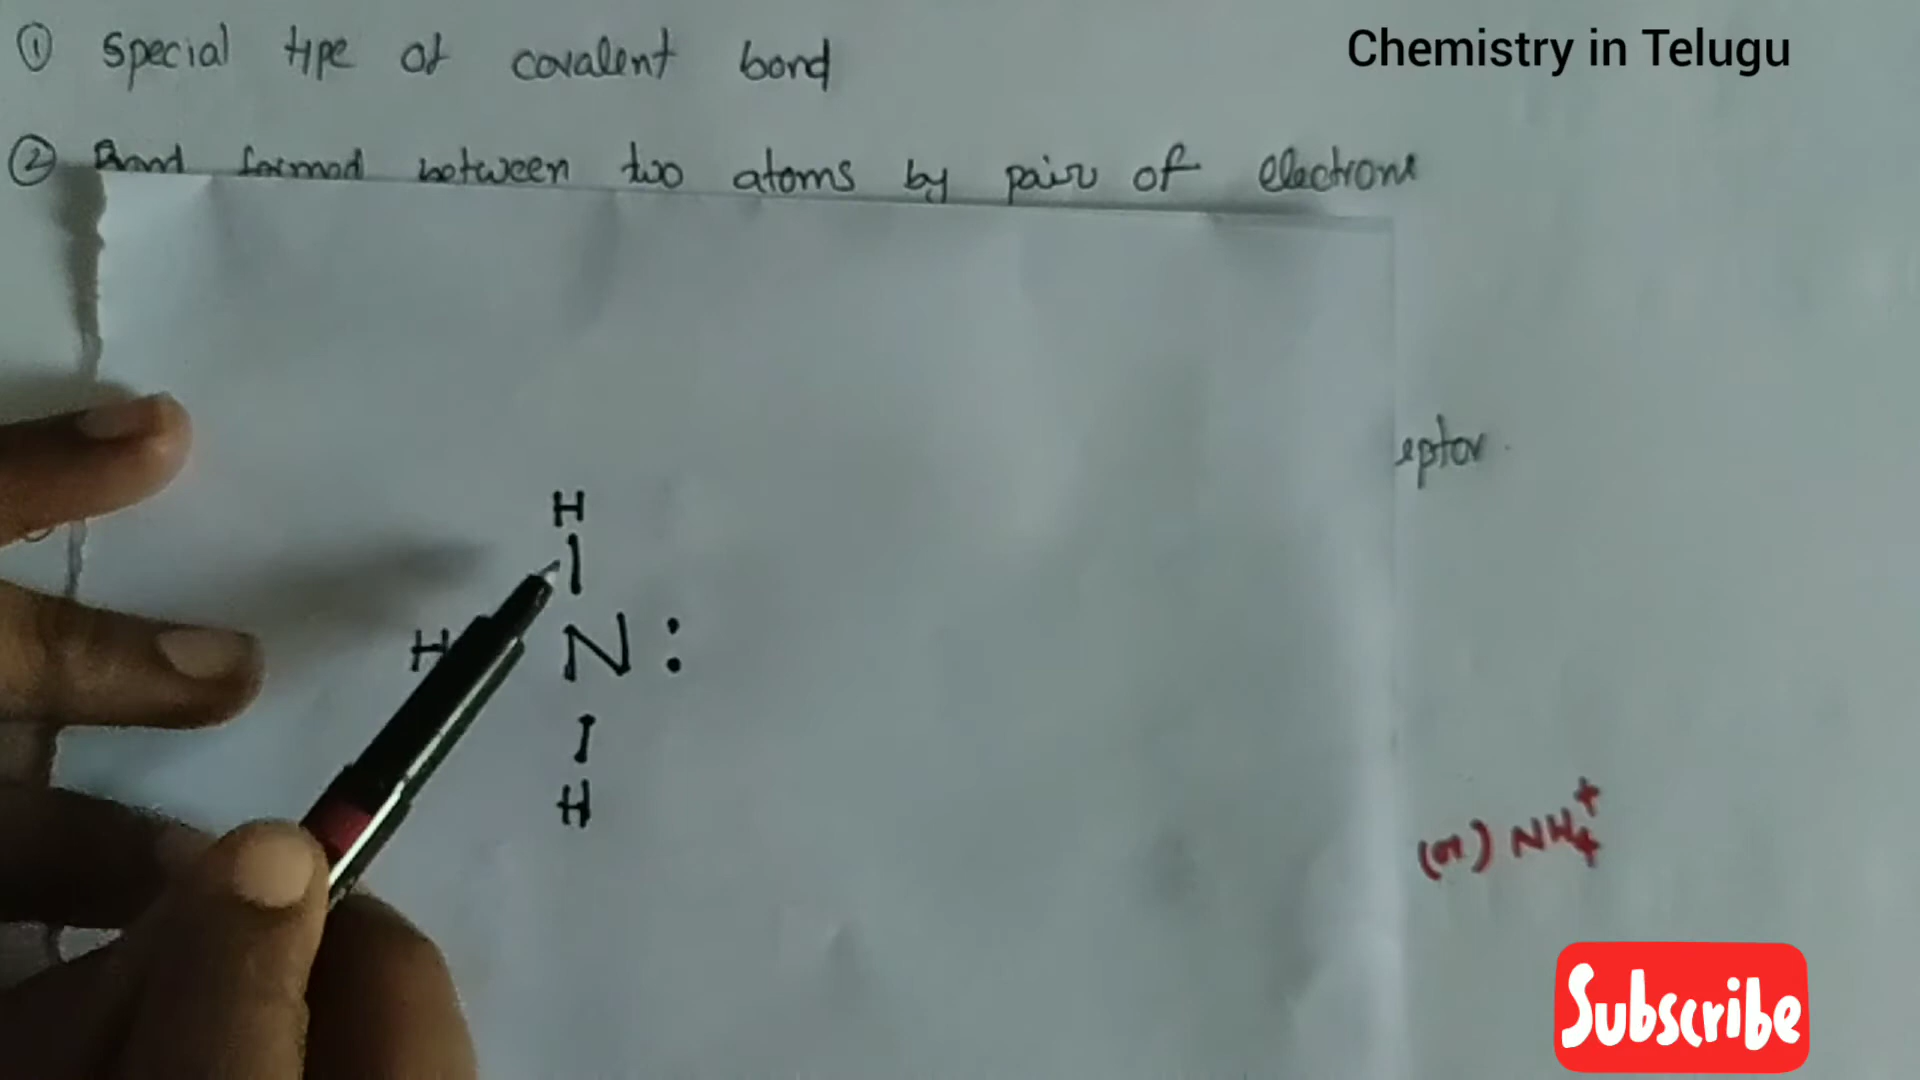 ① Special type of covalent bond
Chemistry in Telugu
② Bond formed between two atoms by pair of electrons
eptor.
H
|
H N :
|
H
(or) NH₄⁺
Subscribe